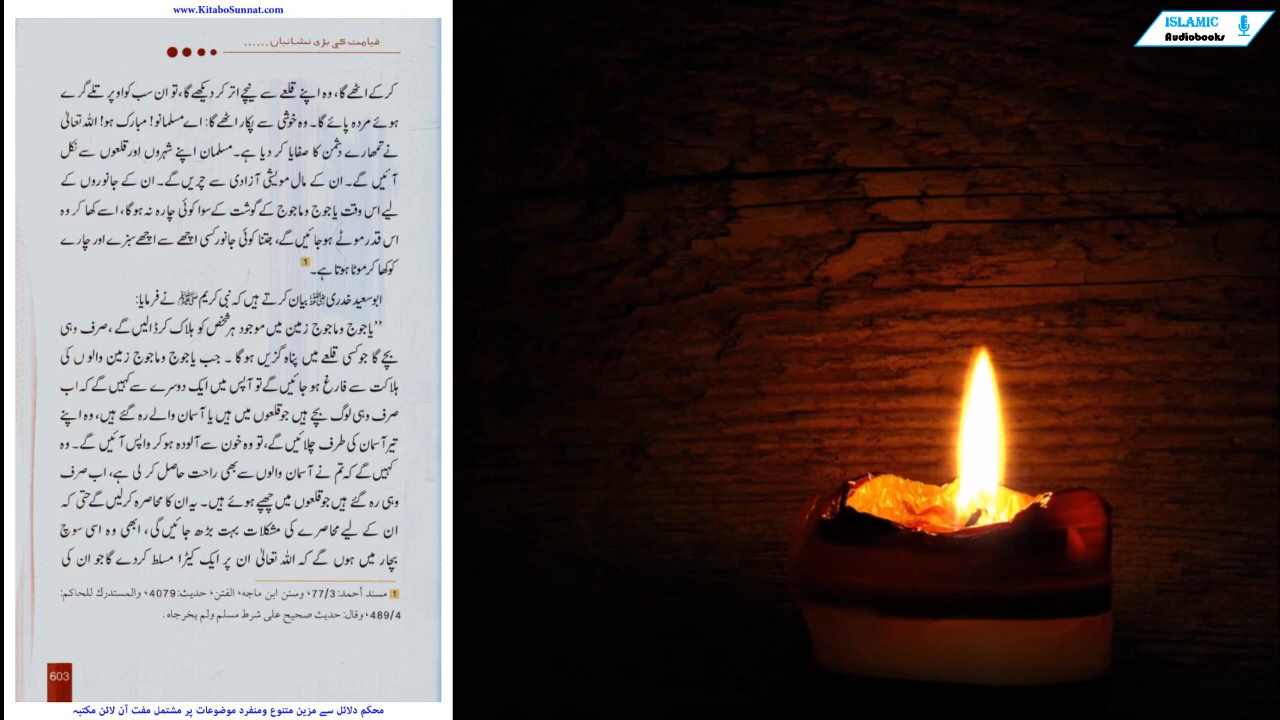 www.KitaboSunnat.com
ISLAMIC
Audiobooks
قیامت کی بڑی نشانیاں ......
کر کے اٹھے گا، وہ اپنے قلعے سے نیچے اتر کر دیکھے گا، تو ان سب کو اوپر تلے گرے
ہوئے مردہ پائے گا۔ وہ خوشی سے پکار اٹھے گا: اے مسلمانو! مبارک ہو! اللہ تعالیٰ
نے تمھارے دشمن کا صفایا کر دیا ہے۔ مسلمان اپنے شہروں اور قلعوں سے نکل
آئیں گے۔ ان کے مال مویشی آزادی سے چریں گے۔ ان کے جانوروں کے
لیے اس وقت یاجوج وماجوج کے گوشت کے سوا کوئی چارہ نہ ہوگا، اسے کھا کر وہ
اس قدر موٹے ہو جائیں گے، جتنا کوئی جانور کسی اچھے سے اچھے سبزے اور چارے
کو کھا کر موٹا ہوتا ہے۔ 1
ابوسعید خدری رضی اللہ عنہ بیان کرتے ہیں کہ نبی کریم ﷺ نے فرمایا:
’’یاجوج وماجوج زمین میں موجود ہر شخص کو ہلاک کر ڈالیں گے، صرف وہی
بچے گا جو کسی قلعے میں پناہ گزیں ہوگا ۔ جب یاجوج وماجوج زمین والوں کی
ہلاکت سے فارغ ہو جائیں گے تو آپس میں ایک دوسرے سے کہیں گے کہ اب
صرف وہی لوگ بچے ہیں جو قلعوں میں ہیں یا آسمان والے رہ گئے ہیں، وہ اپنے
تیر آسمان کی طرف چلائیں گے، تو وہ خون سے آلودہ ہو کر واپس آئیں گے۔ وہ
کہیں گے کہ تم نے آسمان والوں سے بھی راحت حاصل کر لی ہے، اب صرف
وہی رہ گئے ہیں جو قلعوں میں چھپے ہوئے ہیں۔ یہ ان کا محاصرہ کرلیں گے حتی کہ
ان کے لیے محاصرے کی مشکلات بہت بڑھ جائیں گی، ابھی وہ اسی سوچ
بچار میں ہوں گے کہ اللہ تعالیٰ ان پر ایک کیڑا مسلط کر دے گا جو ان کی
1 مسند أحمد: 77/3، وسنن ابن ماجه، الفتن، حديث: 4079، والمستدرك للحاكم:
489/4، وقال: حديث صحيح على شرط مسلم ولم يخرجاه .
603
محکم دلائل سے مزین متنوع ومنفرد موضوعات پر مشتمل مفت آن لائن مکتبہ